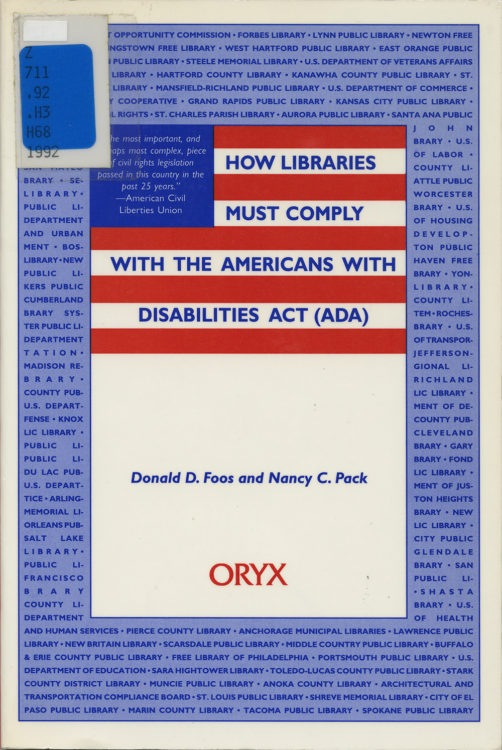 Z
711
.92
.H3
H68
1992
OPPORTUNITY COMMISSION • FORBES LIBRARY • LYNN PUBLIC LIBRARY • NEWTON FREE
FREE LIBRARY • WEST HARTFORD PUBLIC LIBRARY • EAST ORANGE PUBLIC
PUBLIC LIBRARY • STEELE MEMORIAL LIBRARY • U.S. DEPARTMENT OF VETERANS AFFAIRS
LIBRARY • HARTFORD COUNTY LIBRARY • KANAWHA COUNTY PUBLIC LIBRARY • ST.
LIBRARY • MANSFIELD-RICHLAND PUBLIC LIBRARY • U.S. DEPARTMENT OF COMMERCE •
COOPERATIVE • GRAND RAPIDS PUBLIC LIBRARY • KANSAS CITY PUBLIC LIBRARY •
RIGHTS • ST. CHARLES PARISH LIBRARY • AURORA PUBLIC LIBRARY • SANTA ANA PUBLIC
most important, and
most complex, piece
of civil rights legislation
passed in this country in the
past 25 years."
—American Civil
Liberties Union
HOW LIBRARIES
MUST COMPLY
WITH THE AMERICANS WITH
DISABILITIES ACT (ADA)
Donald D. Foos and Nancy C. Pack
ORYX
BRARY • SE-
LIBRARY •
PUBLIC LI-
DEPARTMENT
AND URBAN
MENT • BOS-
LIBRARY•NEW
PUBLIC LI-
KERS PUBLIC
CUMBERLAND
BRARY SYS-
TER PUBLIC LI-
DEPARTMENT
TATION •
MADISON RE-
BRARY •
COUNTY PUB-
U.S. DEPART-
FENSE • KNOX
LIC LIBRARY •
PUBLIC LI-
PUBLIC LI-
DU LAC PUB-
U.S. DEPART-
TICE • ARLING-
MEMORIAL LI-
ORLEANS PUB-
SALT LAKE
LIBRARY •
PUBLIC LI-
FRANCISCO
BRARY
COUNTY LI-
DEPARTMENT
JOHN
BRARY • U.S.
OF LABOR •
COUNTY LI-
ATTLE PUBLIC
WORCESTER
BRARY • U.S.
OF HOUSING
DEVELOP-
TON PUBLIC
HAVEN FREE
BRARY • YON-
LIBRARY •
COUNTY LI-
TEM • ROCHES-
BRARY • U.S.
OF TRANSPOR-
JEFFERSON-
GIONAL LI-
RICHLAND
LIC LIBRARY •
MENT OF DE-
COUNTY PUB-
CLEVELAND
BRARY • GARY
BRARY • FOND
LIC LIBRARY •
MENT OF JUS-
TON HEIGHTS
BRARY • NEW
LIC LIBRARY •
CITY PUBLIC
GLENDALE
BRARY • SAN
PUBLIC LI-
• SHASTA
BRARY • U.S.
OF HEALTH
AND HUMAN SERVICES • PIERCE COUNTY LIBRARY • ANCHORAGE MUNICIPAL LIBRARIES • LAWRENCE PUBLIC
LIBRARY • NEW BRITAIN LIBRARY • SCARSDALE PUBLIC LIBRARY • MIDDLE COUNTRY PUBLIC LIBRARY • BUFFALO
& ERIE COUNTY PUBLIC LIBRARY • FREE LIBRARY OF PHILADELPHIA • PORTSMOUTH PUBLIC LIBRARY • U.S.
DEPARTMENT OF EDUCATION • SARA HIGHTOWER LIBRARY • TOLEDO-LUCAS COUNTY PUBLIC LIBRARY • STARK
COUNTY DISTRICT LIBRARY • MUNCIE PUBLIC LIBRARY • ANOKA COUNTY LIBRARY • ARCHITECTURAL AND
TRANSPORTATION COMPLIANCE BOARD • ST. LOUIS PUBLIC LIBRARY • SHREVE MEMORIAL LIBRARY • CITY OF EL
PASO PUBLIC LIBRARY • MARIN COUNTY LIBRARY • TACOMA PUBLIC LIBRARY • SPOKANE PUBLIC LIBRARY